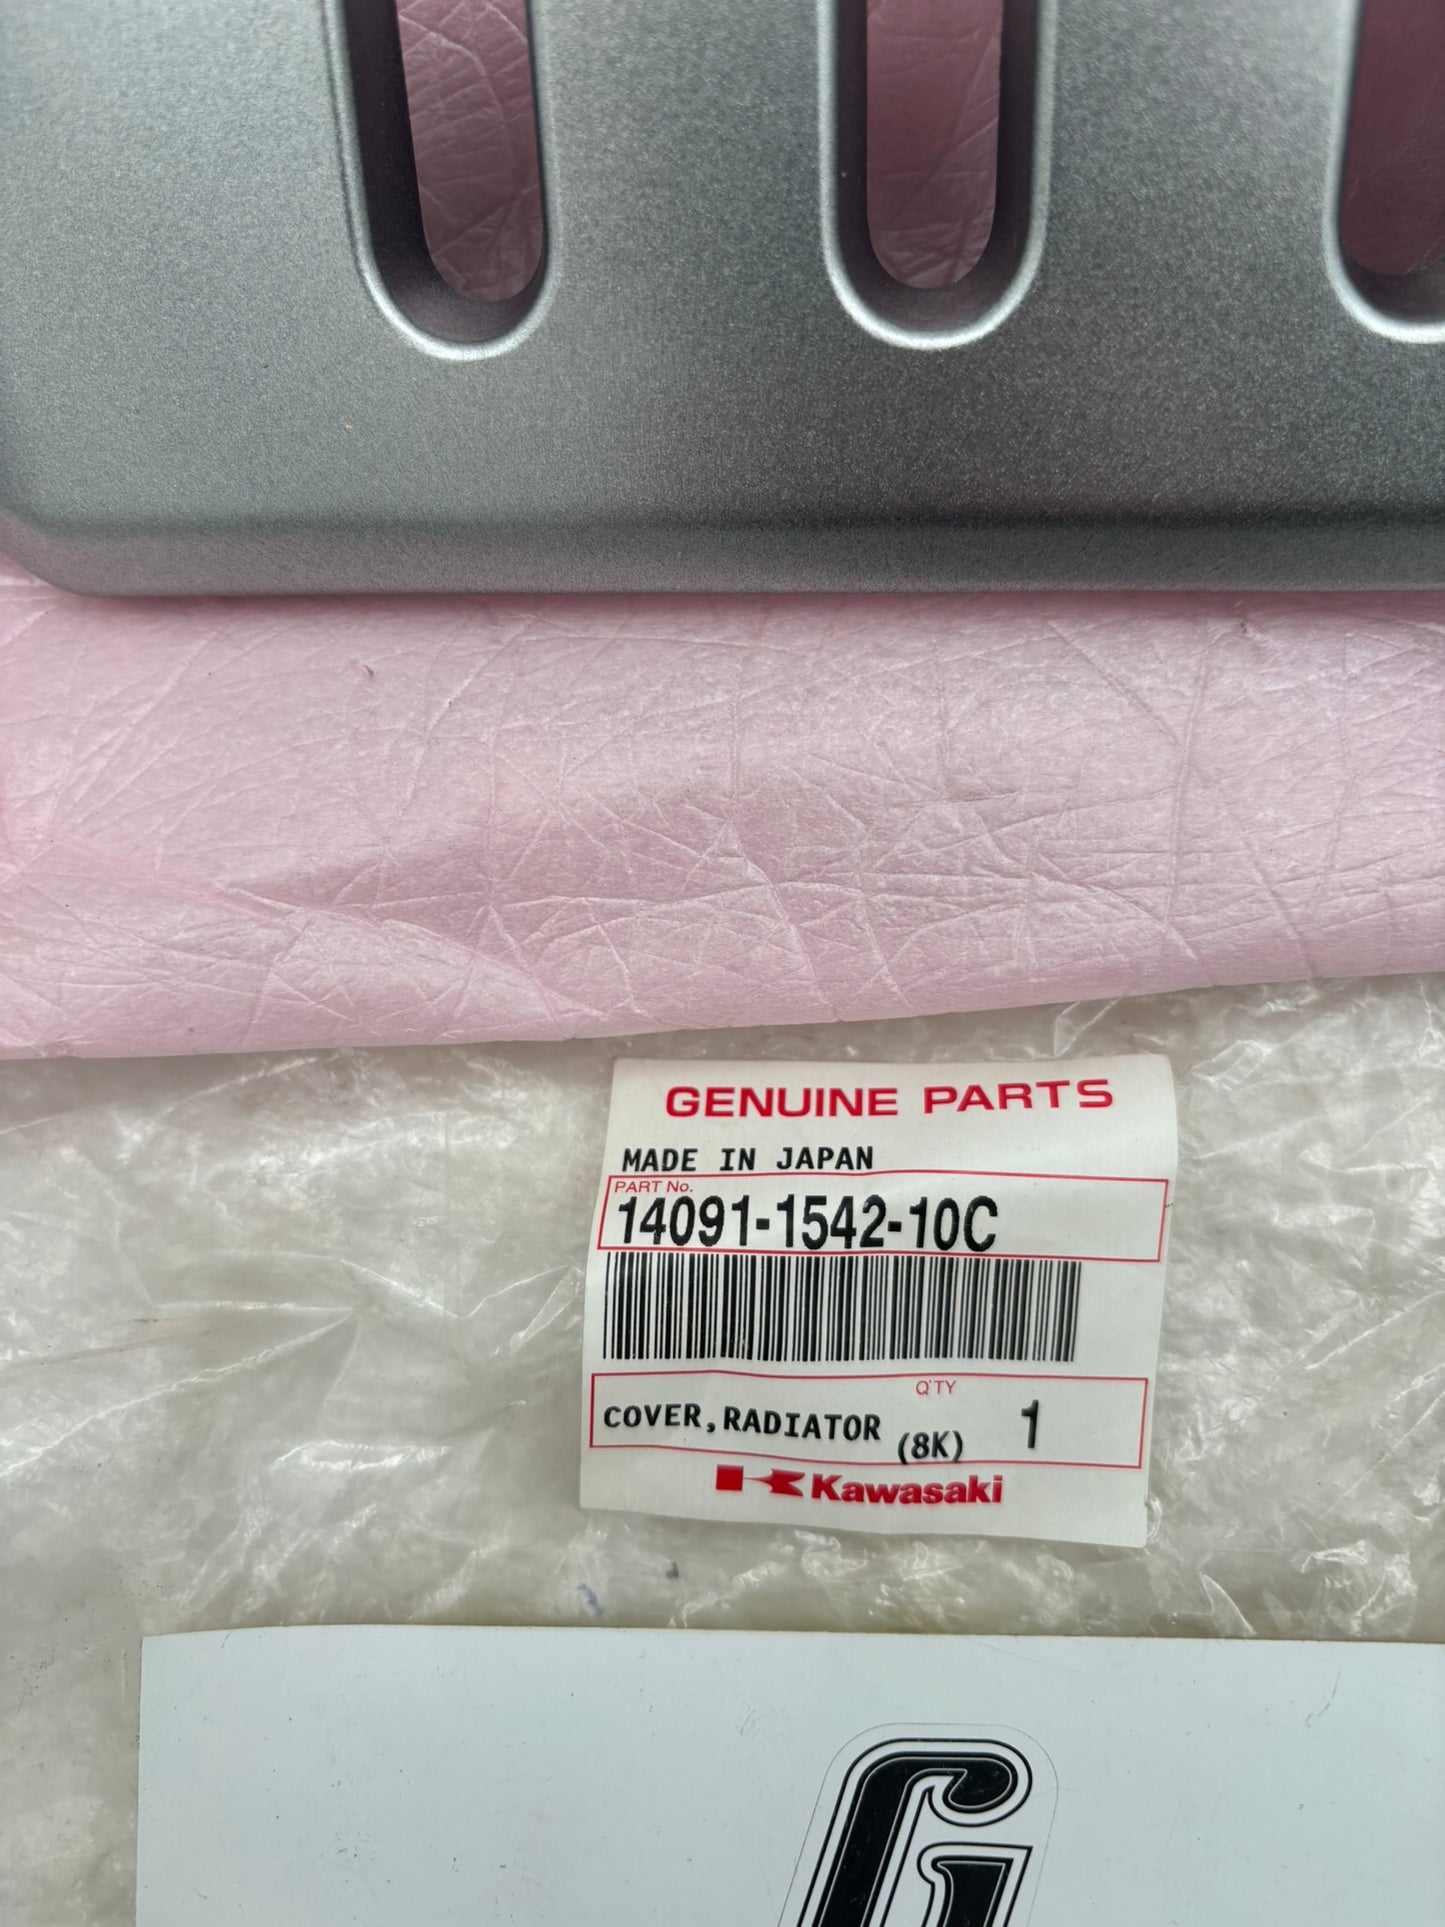 GENUINE PARTS
MADE IN JAPAN
PART No.
14091-1542-10C
Q'TY
COVER,RADIATOR (8K) 1
Kawasaki
G